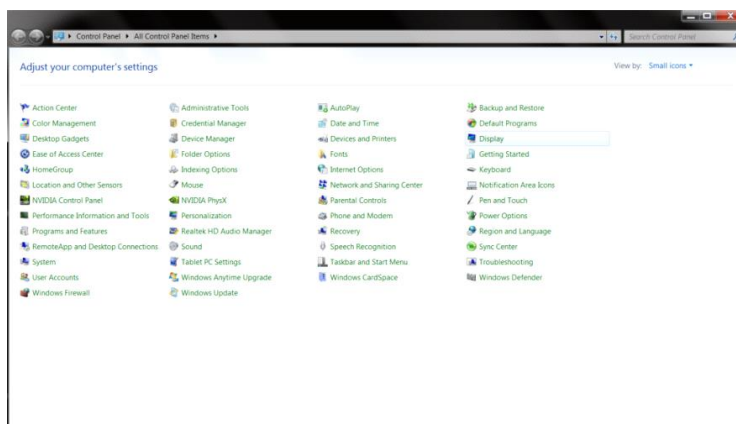 Control Panel ▸ All Control Panel Items ▸ Search Control Panel
Adjust your computer's settings View by: Small icons
Action Center Administrative Tools AutoPlay Backup and Restore
Color Management Credential Manager Date and Time Default Programs
Desktop Gadgets Device Manager Devices and Printers Display
Ease of Access Center Folder Options Fonts Getting Started
HomeGroup Indexing Options Internet Options Keyboard
Location and Other Sensors Mouse Network and Sharing Center Notification Area Icons
NVIDIA Control Panel NVIDIA PhysX Parental Controls Pen and Touch
Performance Information and Tools Personalization Phone and Modem Power Options
Programs and Features Realtek HD Audio Manager Recovery Region and Language
RemoteApp and Desktop Connections Sound Speech Recognition Sync Center
System Tablet PC Settings Taskbar and Start Menu Troubleshooting
User Accounts Windows Anytime Upgrade Windows CardSpace Windows Defender
Windows Firewall Windows Update